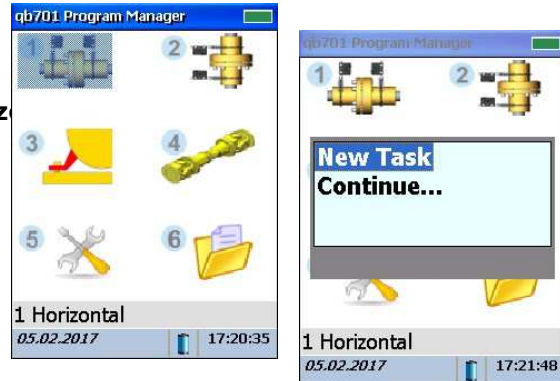 qb701 Program Manager
1
2
3
4
5
6
1 Horizontal
05.02.2017
17:20:35
qb701 Program Manager
1
2
New Task
Continue...
1 Horizontal
05.02.2017
17:21:48